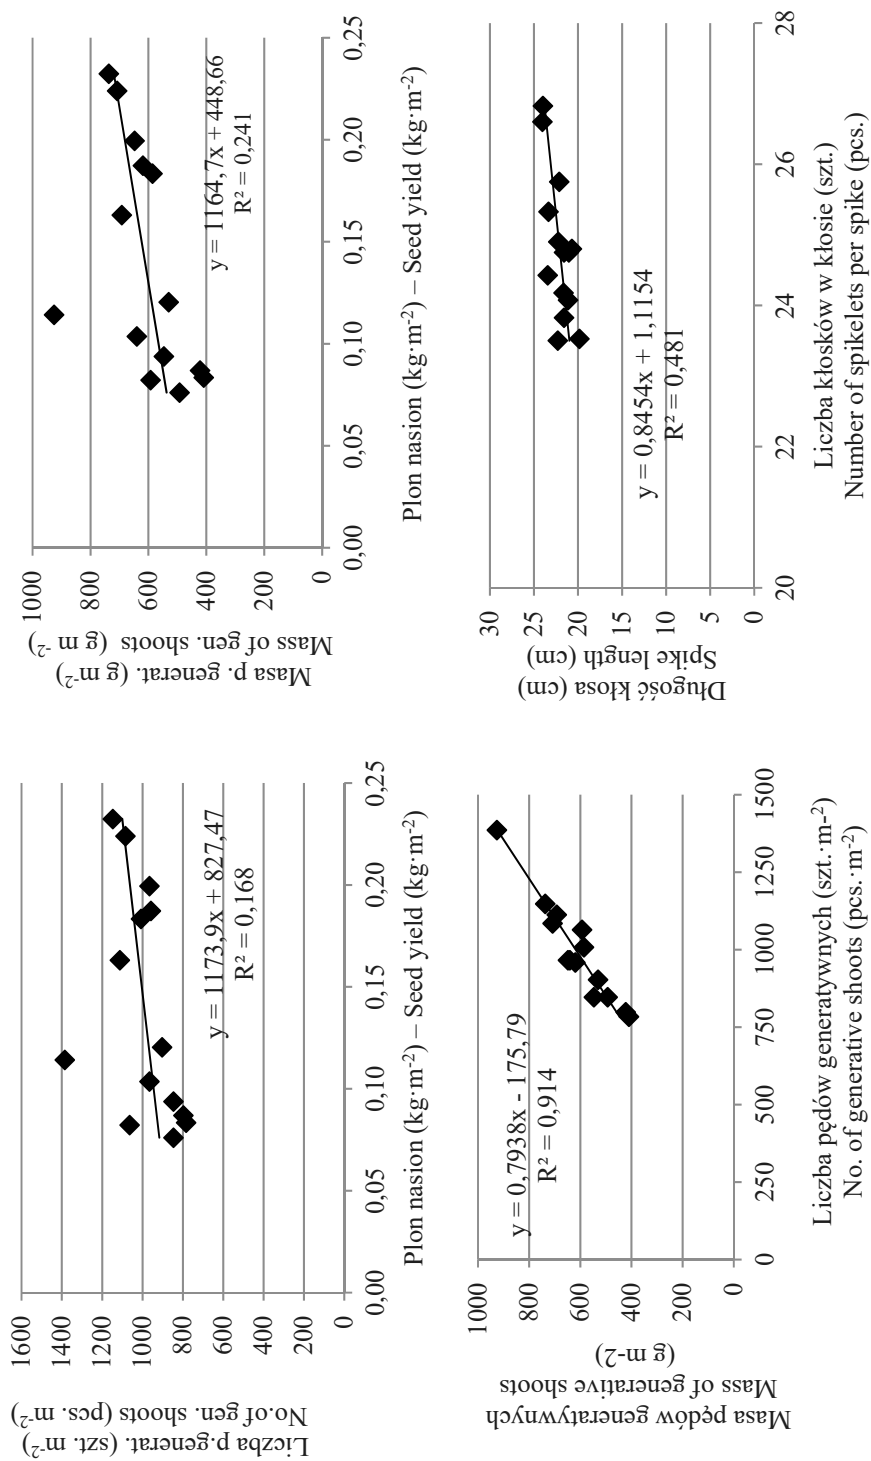 Liczba p.generat. (szt. m⁻²)
No.of gen. shoots (pcs. m⁻²)
1600
1400
1200
1000
800
600
400
200
0
y = 1173,9x + 827,47
R² = 0,168
0,00 0,05 0,10 0,15 0,20 0,25
Plon nasion (kg·m⁻²) – Seed yield (kg·m⁻²)
Masa p. generat. (g m⁻²)
Mass of gen. shoots (g m⁻²)
1000
800
600
400
200
0
y = 1164,7x + 448,66
R² = 0,241
0,00 0,05 0,10 0,15 0,20 0,25
Plon nasion (kg·m⁻²) – Seed yield (kg·m⁻²)
Masa pędów generatywnych
Mass of generative shoots
(g m-2)
1000
800
600
400
200
0
y = 0,7938x - 175,79
R² = 0,914
0 250 500 750 1000 1250 1500
Liczba pędów generatywnych (szt.·m-²)
No. of generative shoots (pcs.·m⁻²)
Długość kłosa (cm)
Spike length (cm)
30
25
20
15
10
5
0
y = 0,8454x + 1,1154
R² = 0,481
20 22 24 26 28
Liczba kłosków w kłosie (szt.)
Number of spikelets per spike (pcs.)